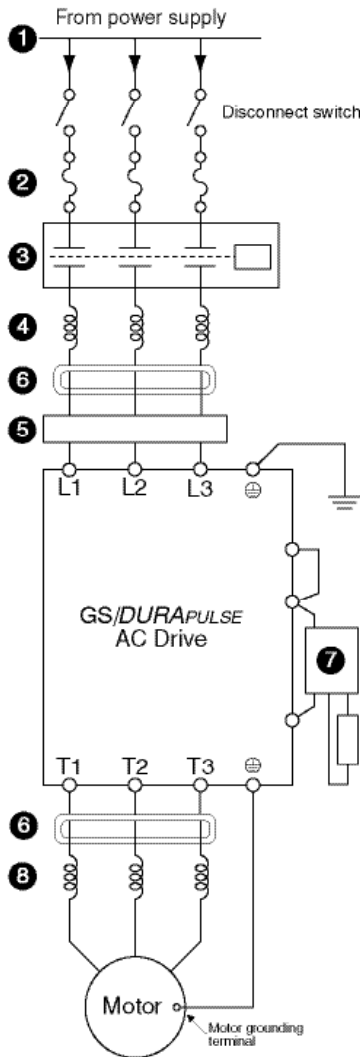 From power supply
1
Disconnect switch
2
3
4
6
5
L1 L2 L3
GS/DURAPULSE
AC Drive
7
T1 T2 T3
6
8
Motor
Motor grounding
terminal